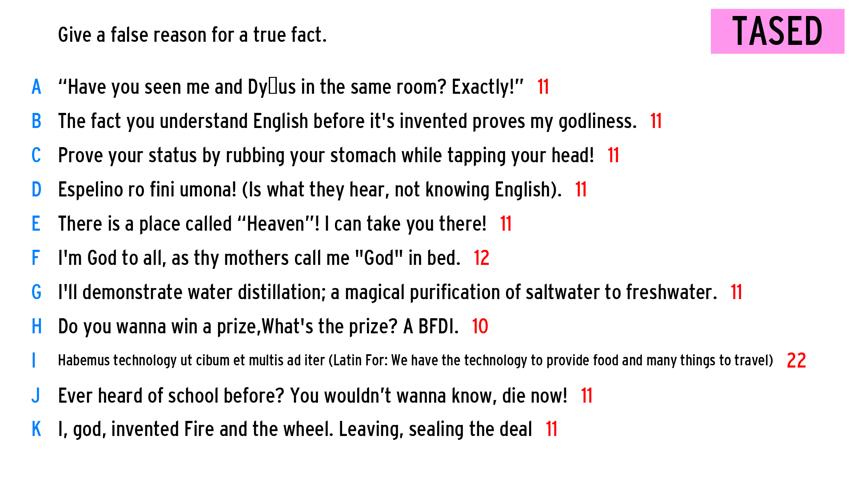 Give a false reason for a true fact.
TASED
A “Have you seen me and Dy▯us in the same room? Exactly!” 11
B The fact you understand English before it's invented proves my godliness. 11
C Prove your status by rubbing your stomach while tapping your head! 11
D Espelino ro fini umona! (Is what they hear, not knowing English). 11
E There is a place called “Heaven”! I can take you there! 11
F I'm God to all, as thy mothers call me "God" in bed. 12
G I'll demonstrate water distillation; a magical purification of saltwater to freshwater. 11
H Do you wanna win a prize,What's the prize? A BFDI. 10
I Habemus technology ut cibum et multis ad iter (Latin For: We have the technology to provide food and many things to travel) 22
J Ever heard of school before? You wouldn’t wanna know, die now! 11
K I, god, invented Fire and the wheel. Leaving, sealing the deal 11